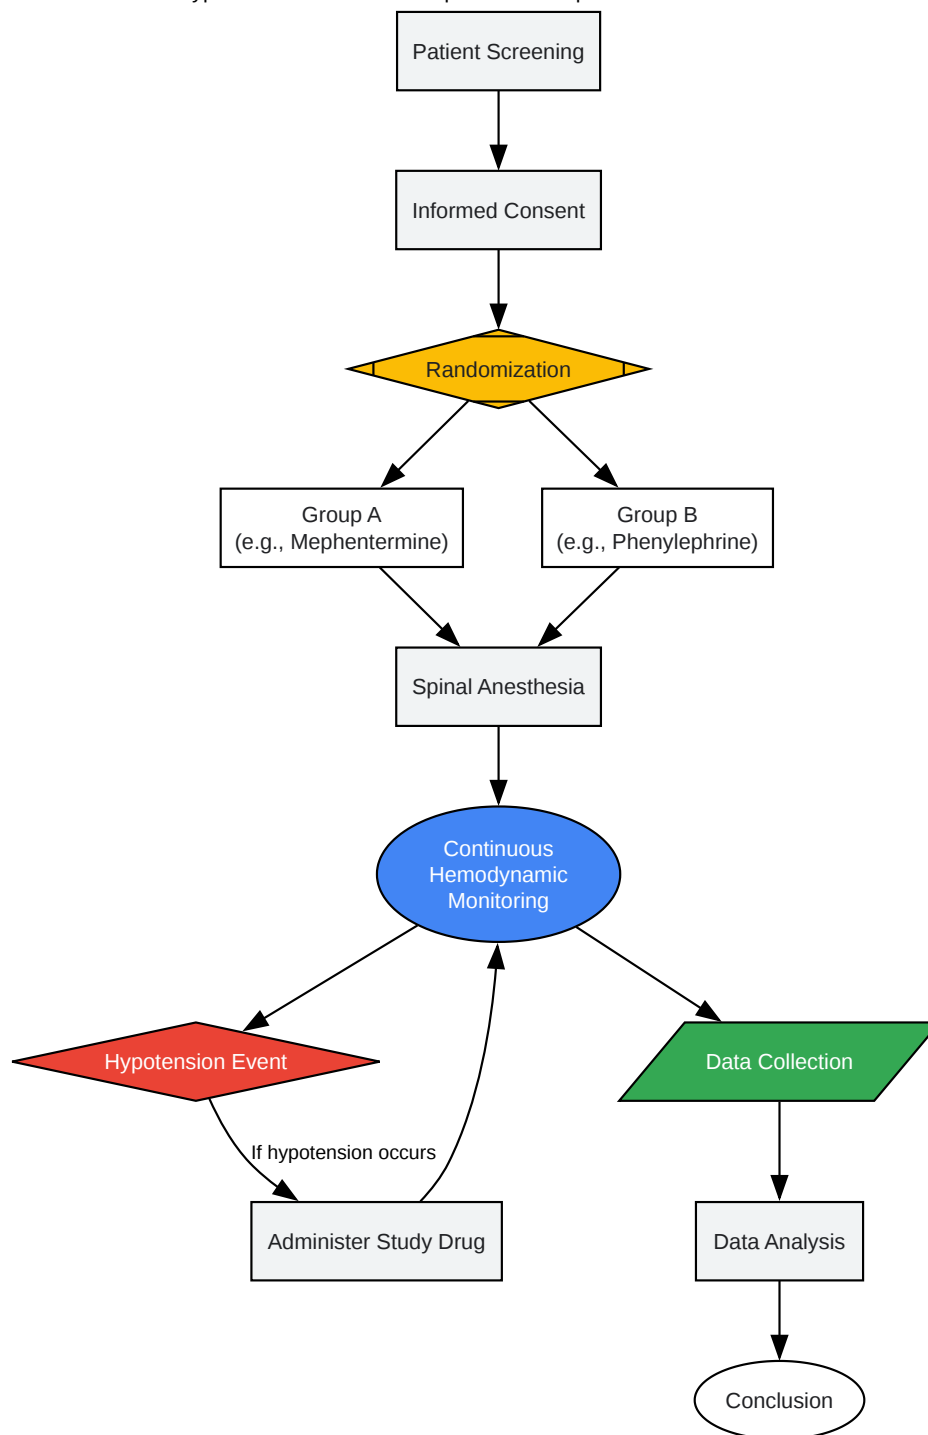 Patient Screening
Informed Consent
Randomization
Group A
(e.g., Mephentermine)
Group B
(e.g., Phenylephrine)
Spinal Anesthesia
Continuous
Hemodynamic
Monitoring
Hypotension Event
Data Collection
If hypotension occurs
Administer Study Drug
Data Analysis
Conclusion